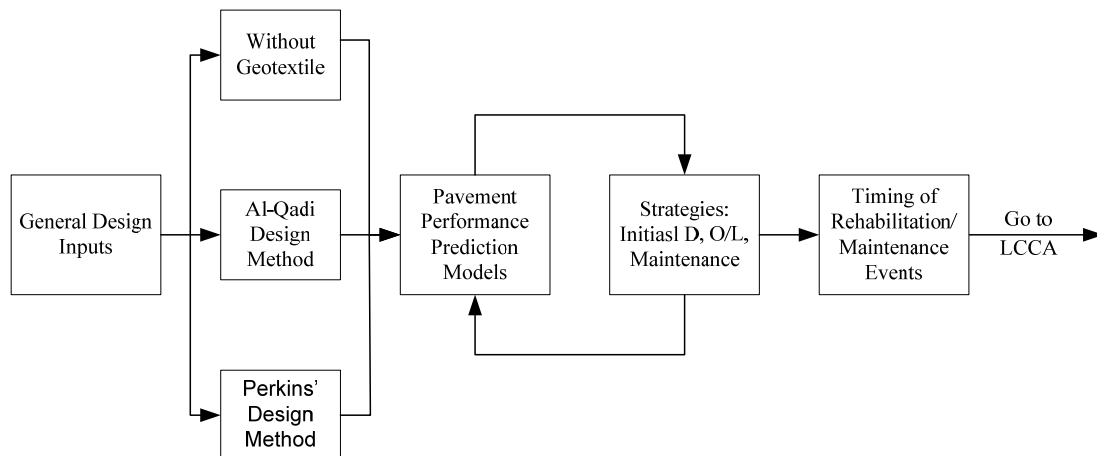 Without
Geotextile
General Design
Inputs
Al-Qadi
Design
Method
Perkins’
Design
Method
Pavement
Performance
Prediction
Models
Strategies:
Initiasl D, O/L,
Maintenance
Timing of
Rehabilitation/
Maintenance
Events
Go to
LCCA